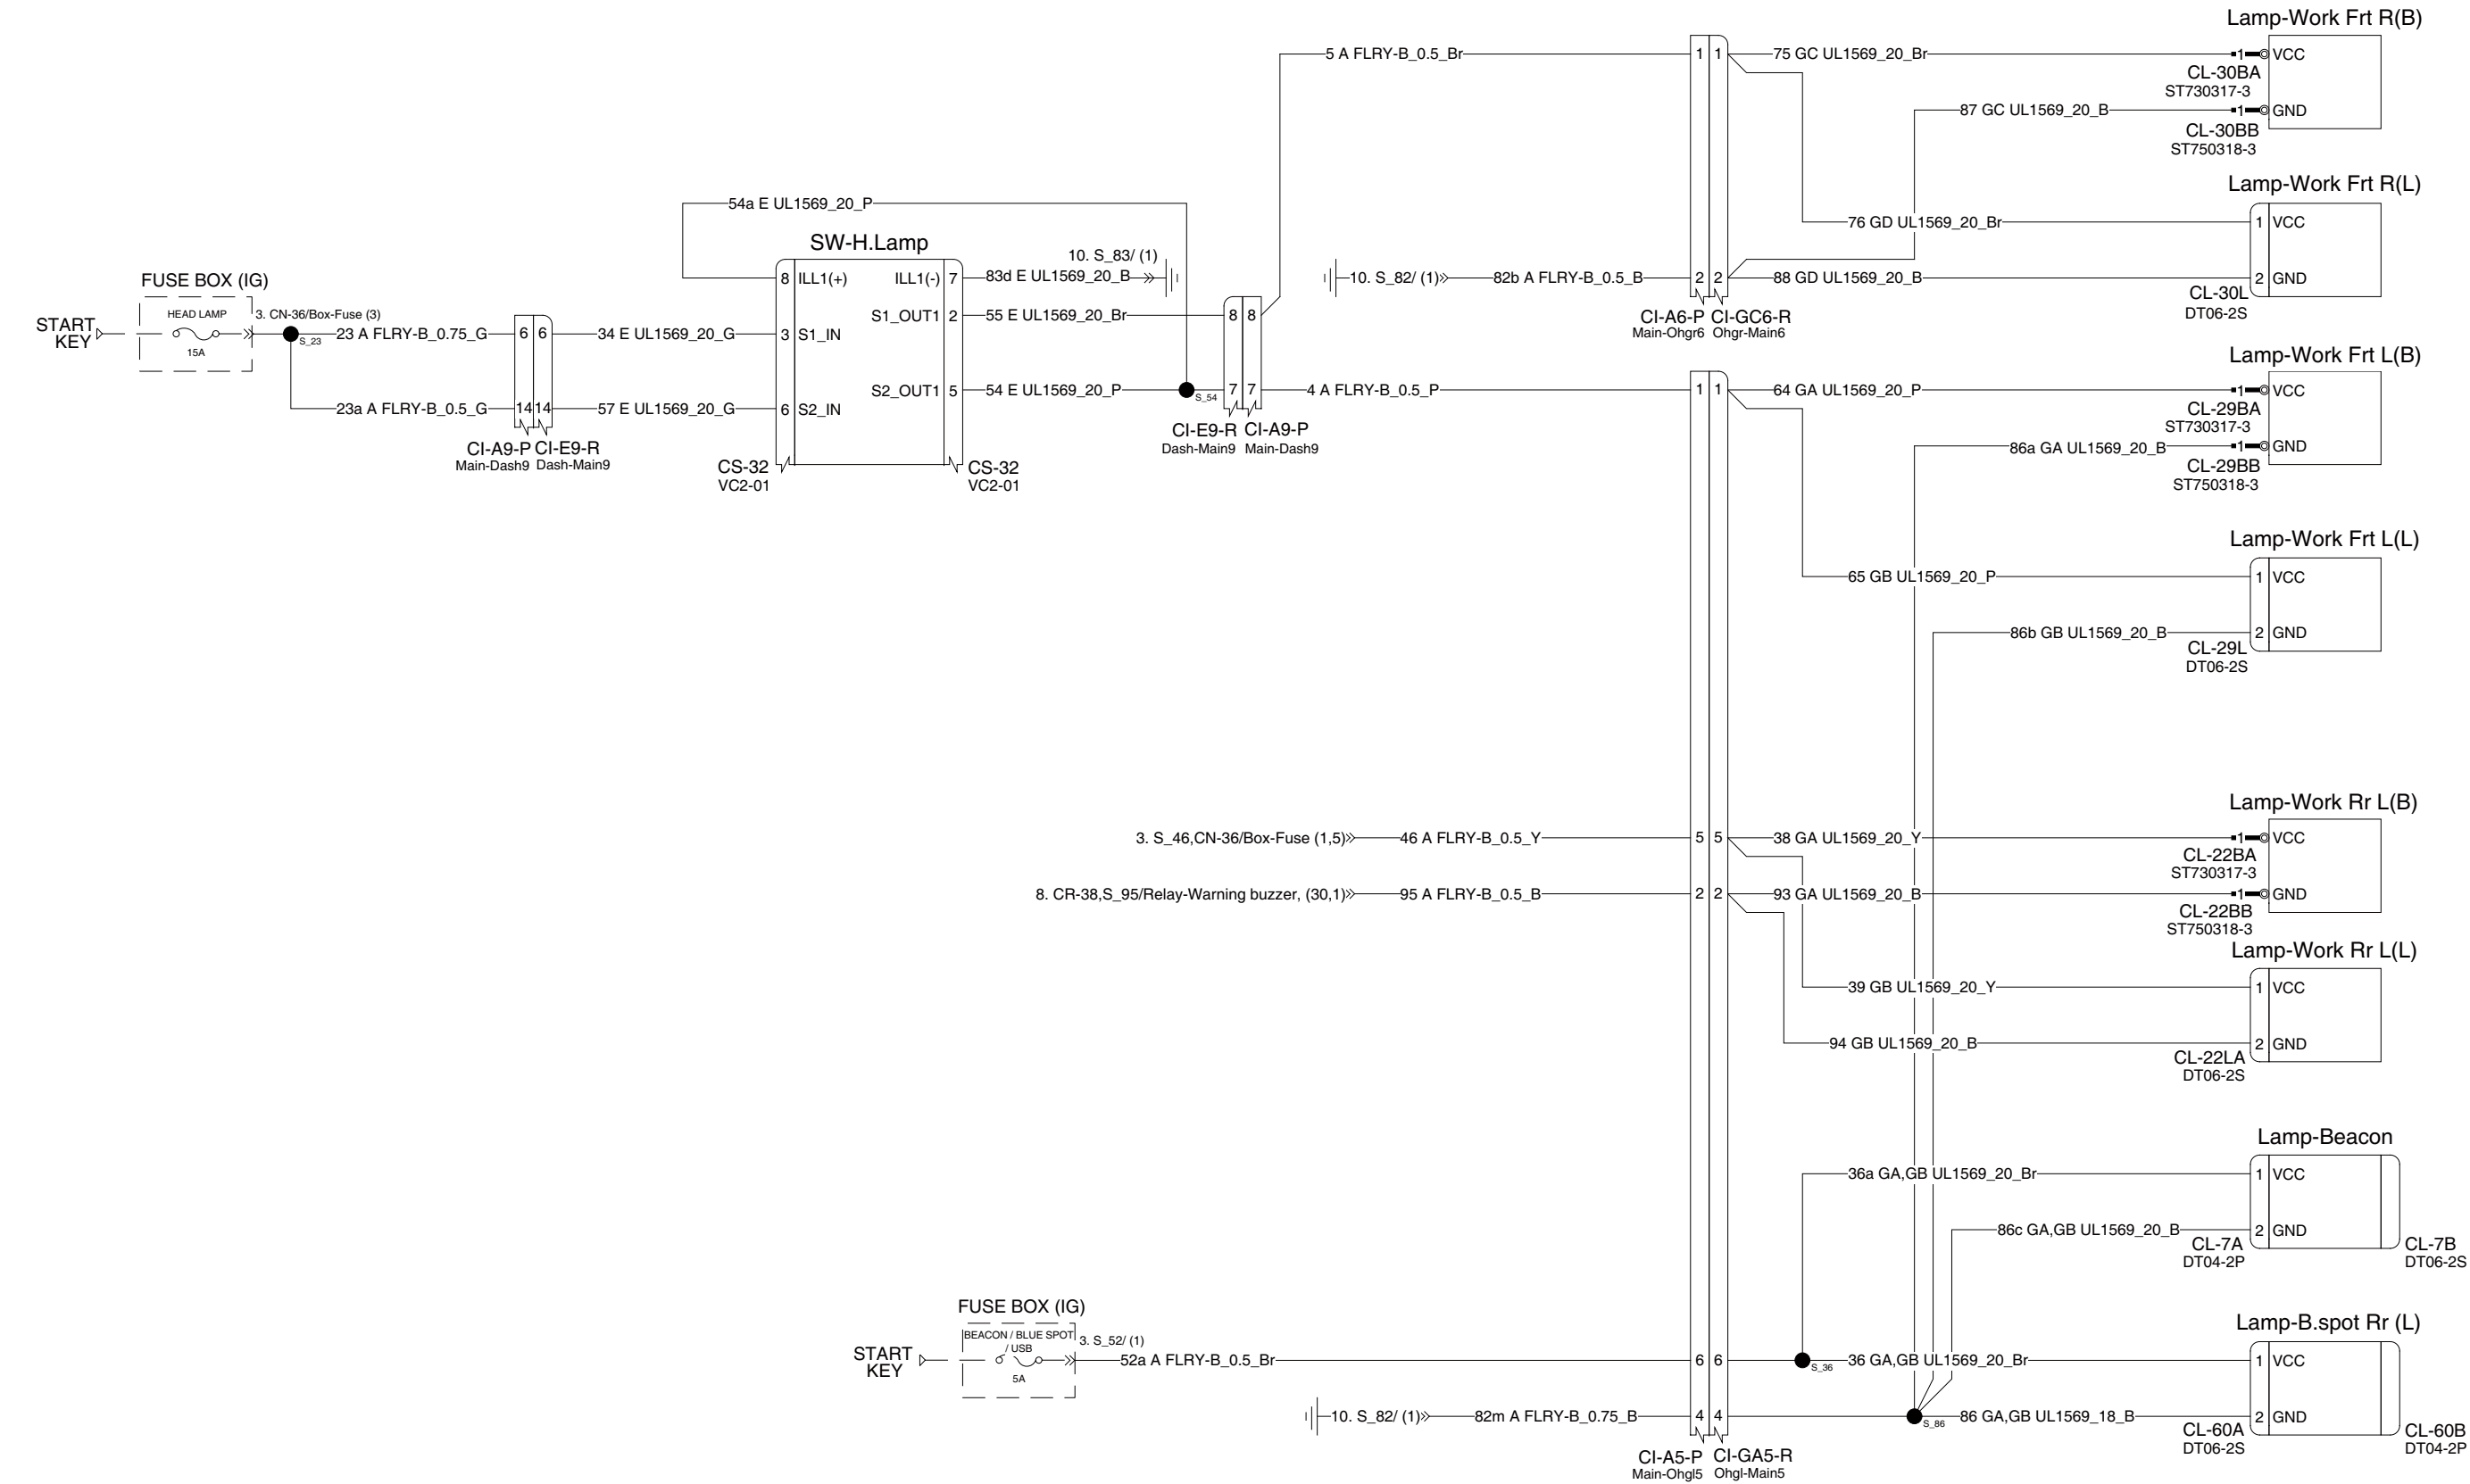 Lamp-Work Frt R(B)
5 A FLRY-B_0.5_Br
1 1
75 GC UL1569_20_Br
1 VCC
CL-30BA
ST730317-3
87 GC UL1569_20_B
1 GND
CL-30BB
ST750318-3
Lamp-Work Frt R(L)
54a E UL1569_20_P
76 GD UL1569_20_Br
1 VCC
SW-H.Lamp
10. S_83/ (1)
FUSE BOX (IG)
8 ILL1(+)
ILL1(-) 7
83d E UL1569_20_B
10. S_82/ (1)
82b A FLRY-B_0.5_B
2 2
88 GD UL1569_20_B
2 GND
CL-30L
DT06-2S
HEAD LAMP
3. CN-36/Box-Fuse (3)
S1_OUT1 2
55 E UL1569_20_Br
8 8
CI-A6-P CI-GC6-R
Main-Ohgr6 Ohgr-Main6
START
KEY
15A
S_23
23 A FLRY-B_0.75_G
6 6
34 E UL1569_20_G
3 S1_IN
Lamp-Work Frt L(B)
S2_OUT1 5
54 E UL1569_20_P
S_54
7 7
4 A FLRY-B_0.5_P
1 1
64 GA UL1569_20_P
1 VCC
23a A FLRY-B_0.5_G
14 14
57 E UL1569_20_G
6 S2_IN
CL-29BA
ST730317-3
CI-A9-P CI-E9-R
Main-Dash9 Dash-Main9
CI-E9-R CI-A9-P
Dash-Main9 Main-Dash9
86a GA UL1569_20_B
1 GND
CS-32
VC2-01
CS-32
VC2-01
CL-29BB
ST750318-3
Lamp-Work Frt L(L)
65 GB UL1569_20_P
1 VCC
86b GB UL1569_20_B
2 GND
CL-29L
DT06-2S
Lamp-Work Rr L(B)
3. S_46,CN-36/Box-Fuse (1,5)
46 A FLRY-B_0.5_Y
5 5
38 GA UL1569_20_Y
1 VCC
CL-22BA
ST730317-3
8. CR-38,S_95/Relay-Warning buzzer, (30,1)
95 A FLRY-B_0.5_B
2 2
93 GA UL1569_20_B
1 GND
CL-22BB
ST750318-3
Lamp-Work Rr L(L)
39 GB UL1569_20_Y
1 VCC
94 GB UL1569_20_B
2 GND
CL-22LA
DT06-2S
Lamp-Beacon
36a GA,GB UL1569_20_Br
1 VCC
86c GA,GB UL1569_20_B
2 GND
CL-7A
DT04-2P
CL-7B
DT06-2S
FUSE BOX (IG)
Lamp-B.spot Rr (L)
BEACON / BLUE SPOT
/ USB
3. S_52/ (1)
START
KEY
5A
52a A FLRY-B_0.5_Br
6 6
S_36
36 GA,GB UL1569_20_Br
1 VCC
10. S_82/ (1)
82m A FLRY-B_0.75_B
4 4
S_86
86 GA,GB UL1569_18_B
2 GND
CL-60A
DT06-2S
CL-60B
DT04-2P
CI-A5-P CI-GA5-R
Main-Ohgl5 Ohgl-Main5